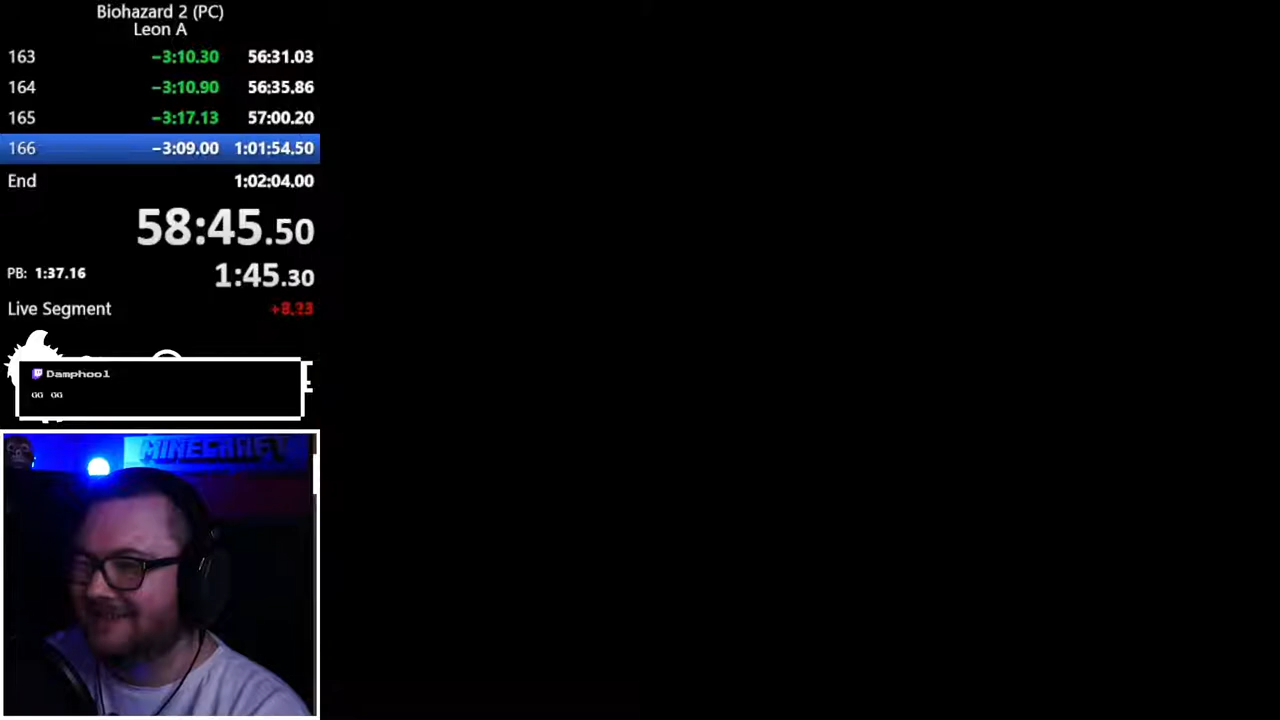 Biohazard 2 (PC)
Leon A
163 −3:10.30 56:31.03
164 −3:10.90 56:35.86
165 −3:17.13 57:00.20
166 −3:09.00 1:01:54.50
End 1:02:04.00
58:45.50
PB: 1:37.16 1:45.30
Live Segment +8.23
Damphool
GG GG
MINECRAFT